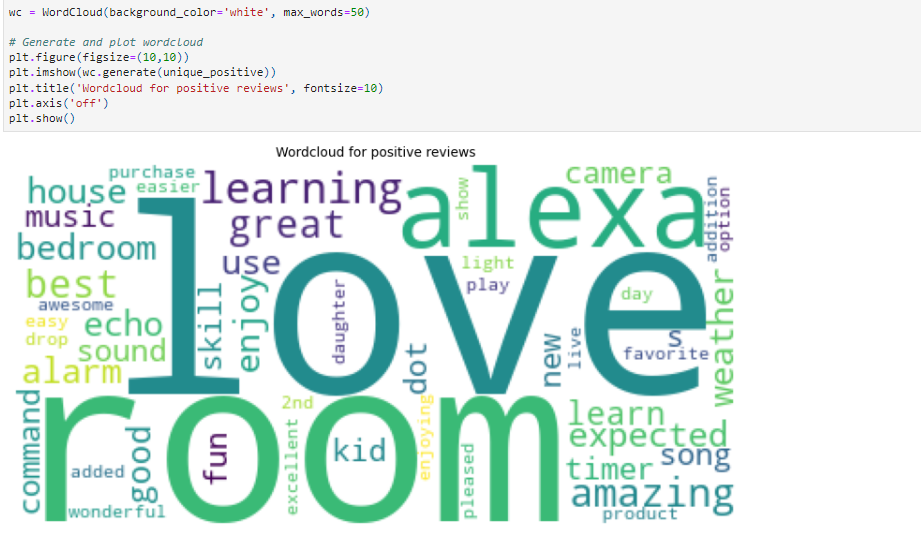 wc = WordCloud(background_color='white', max_words=50)
# Generate and plot wordcloud
plt.figure(figsize=(10,10))
plt.imshow(wc.generate(unique_positive))
plt.title('Wordcloud for positive reviews', fontsize=10)
plt.axis('off')
plt.show()
Wordcloud for positive reviews
purchase
easier
house
learning
camera
alexa
show
addition
option
music
great
bedroom
use
light
play
love
best
awesome
skill
enjoy
daughter
day
weather
easy
echo
drop
sound
alarm
dot
new
live
s
favorite
room
command
added
good
wonderful
fun
2nd
excellent
kid
enjoying
pleased
learn
expected
timer
song
amazing
product